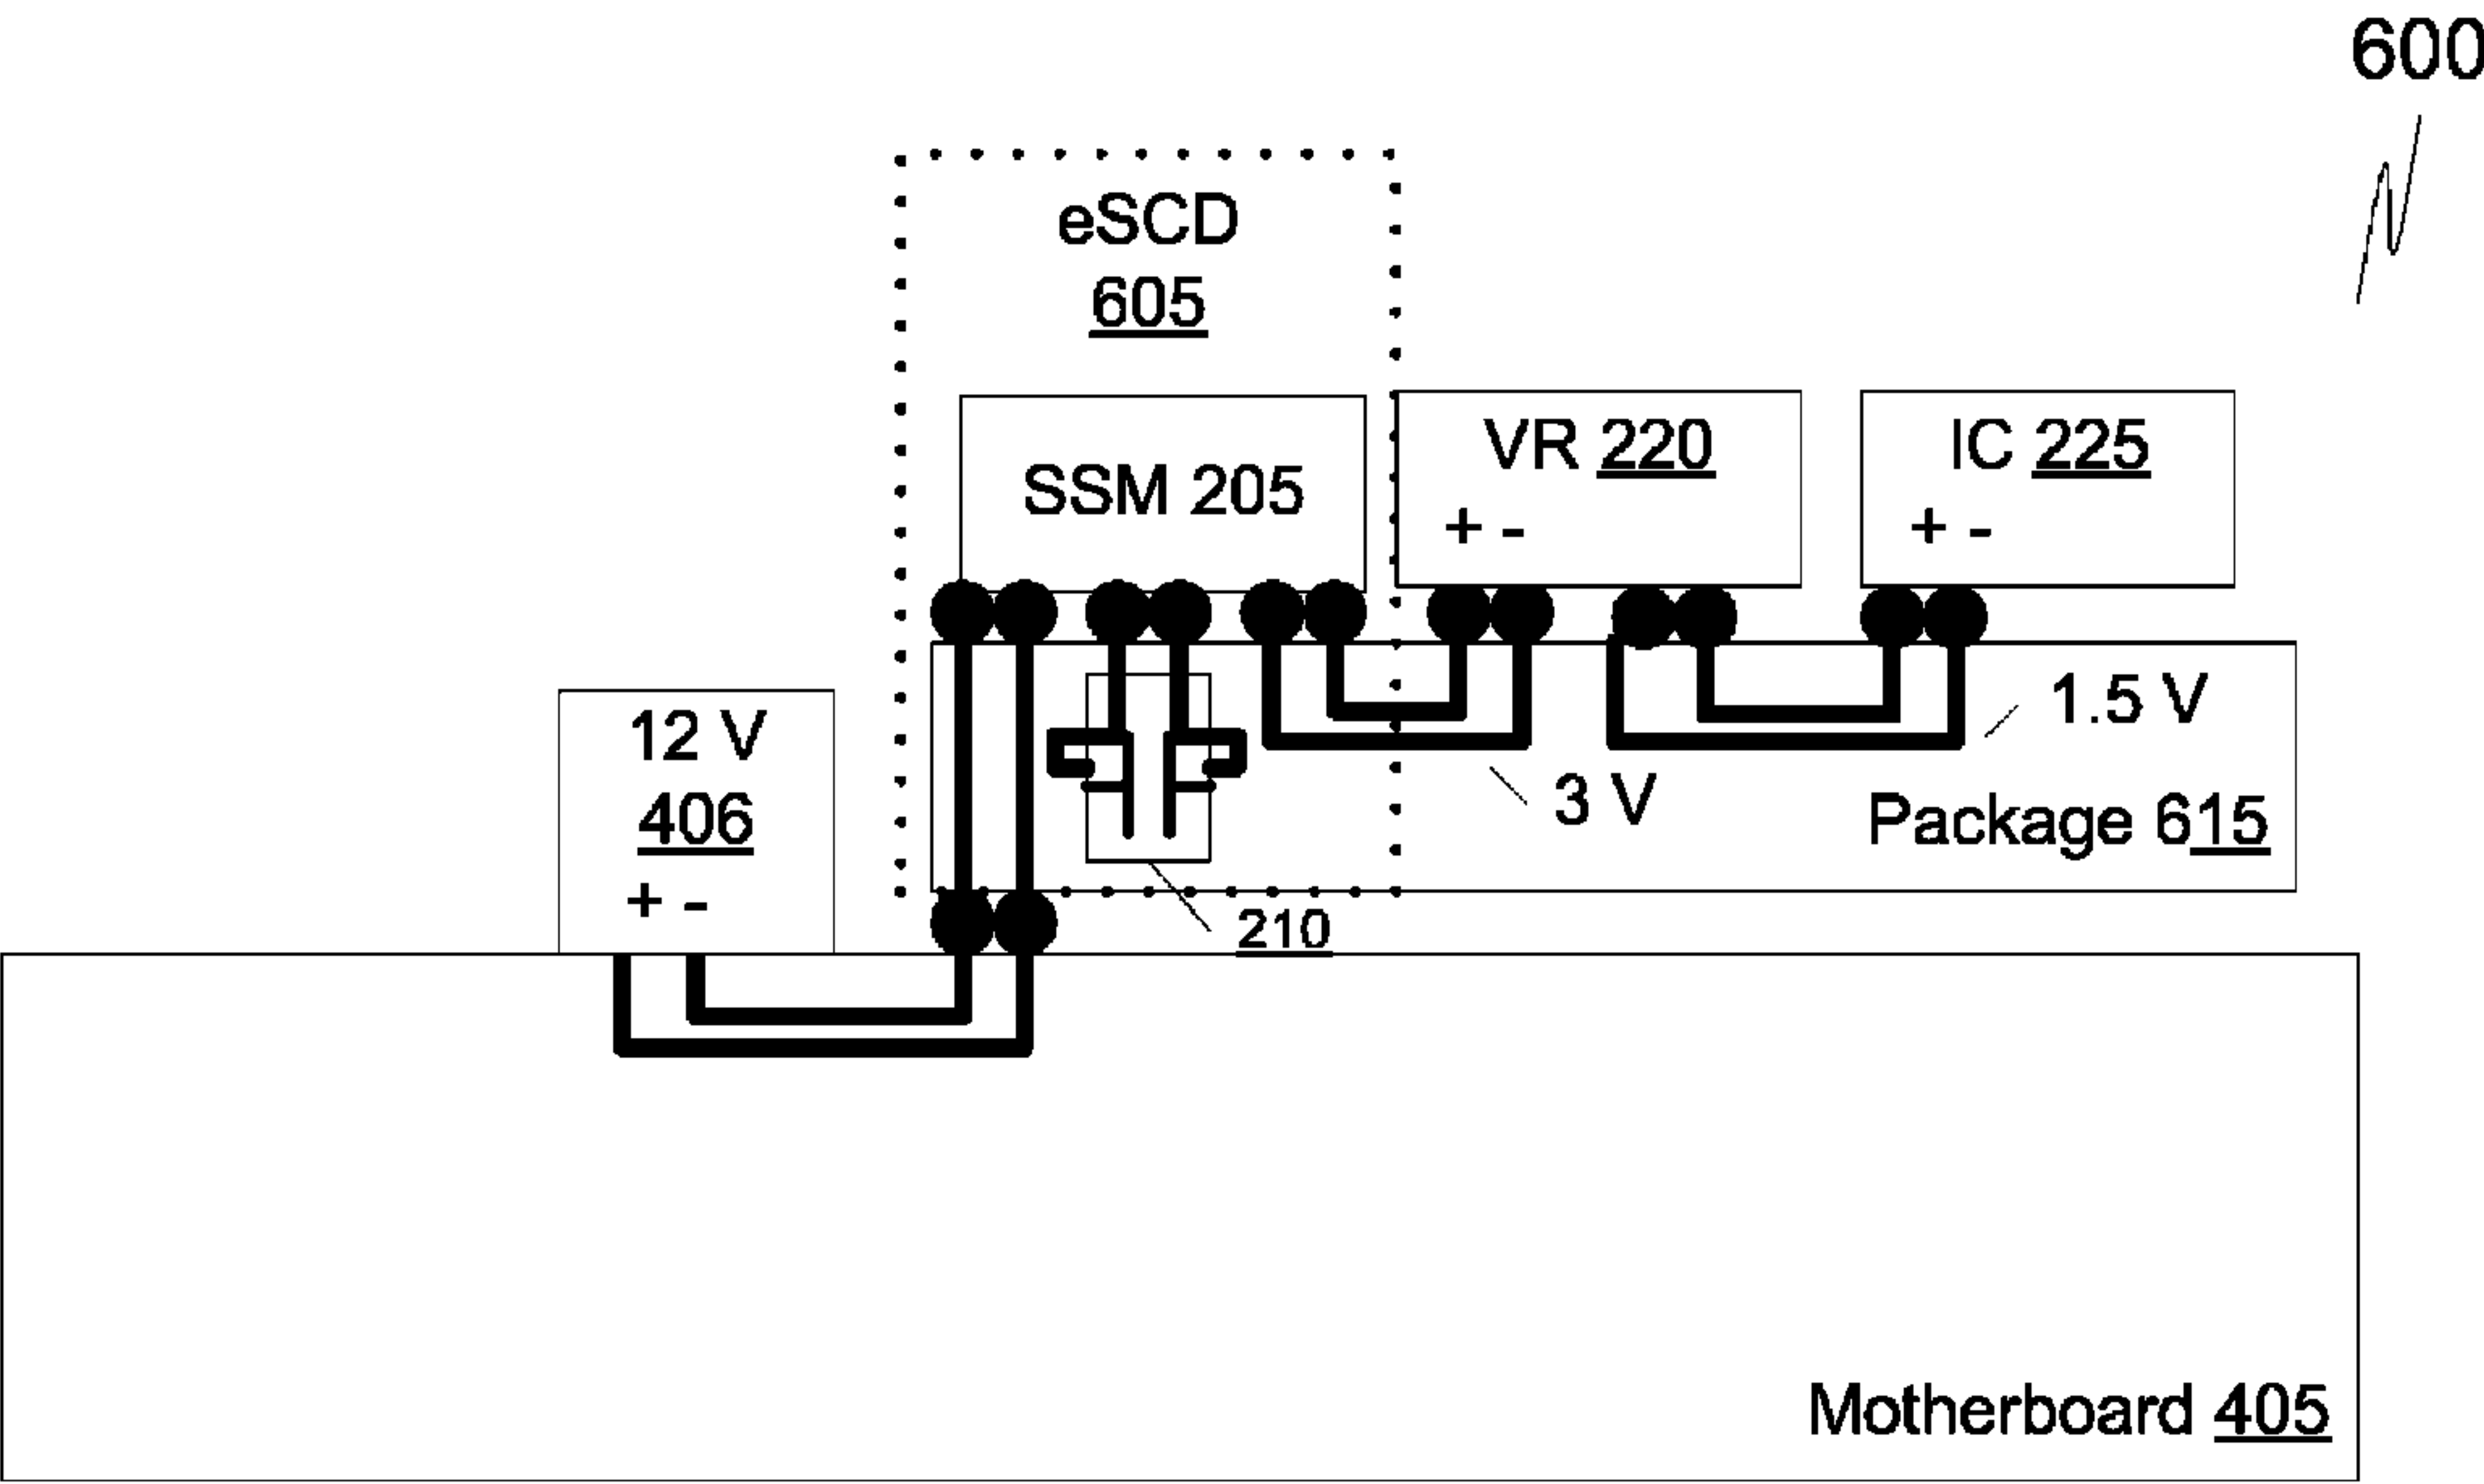 600
eSCD
605
SSM 205
VR 220
+ -
IC 225
+ -
12 V
406
+ -
1.5 V
3 V
Package 615
210
Motherboard 405